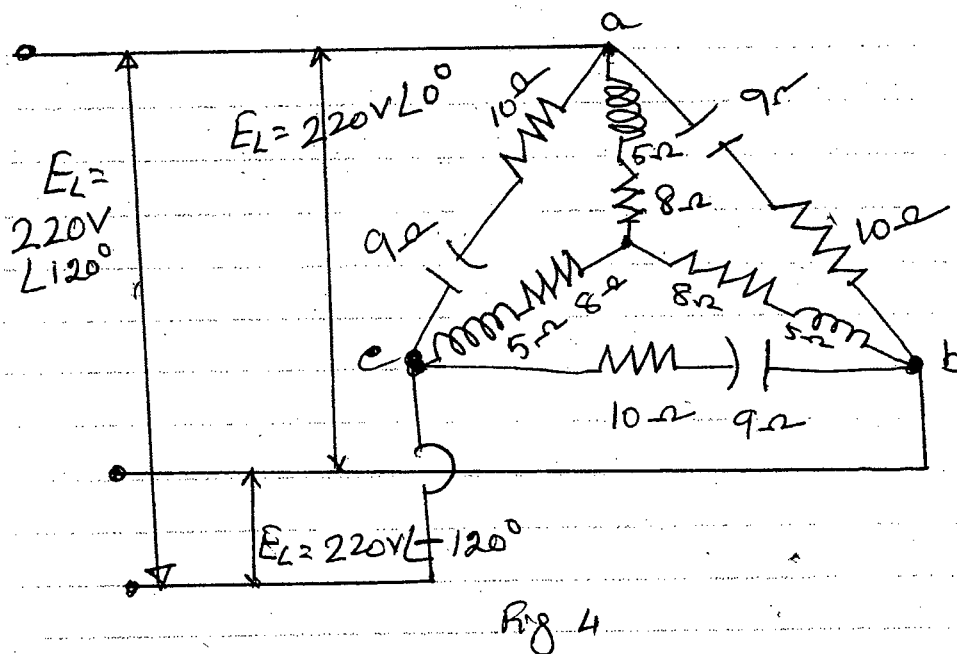 a
10Ω
9Ω
E_L = 220V∠0°
E_L =
220V
∠120°
5Ω
8Ω
10Ω
9Ω
8Ω
5Ω
8Ω
5Ω
c
b
10Ω
9Ω
E_L = 220V∠-120°
Fig 4